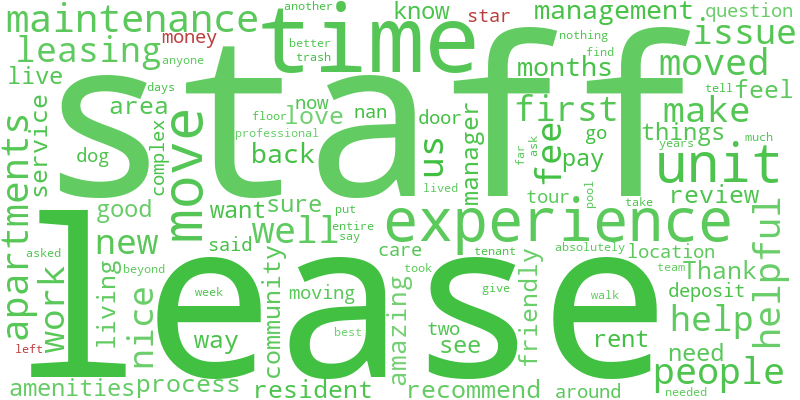 another
maintenance
time
know
star
management
question
leasing
money
anyone
better
trash
nothing
find
issue
live
days
staff
months
moved
tell
feel
area
floor
love
now
nan
door
first
make
professional
apartments
service
complex
move
dog
back
us
manager
fee
far
ask
go
pay
things
years
much
unit
lived
tour
pool
take
review
good
want
sure
put
entire
say
well
experience
helpful
new
said
asked
beyond
work
living
nice
community
care
took
tenant
absolutely
location
team
Thank
week
moving
amazing
give
friendly
walk
deposit
lease
left
way
best
two
see
rent
help
need
people
amenities
process
resident
recommend
around
needed